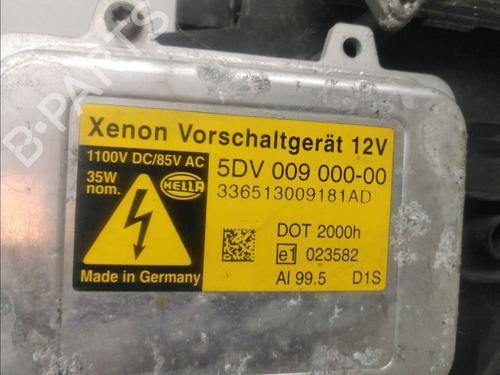 B-PARTS
Xenon Vorschaltgerät 12V
1100V DC/85V AC
35W
nom.
HELLA
5DV 009 000-00
336513009181AD
DOT 2000h
e1 023582
Al 99.5 D1S
Made in Germany